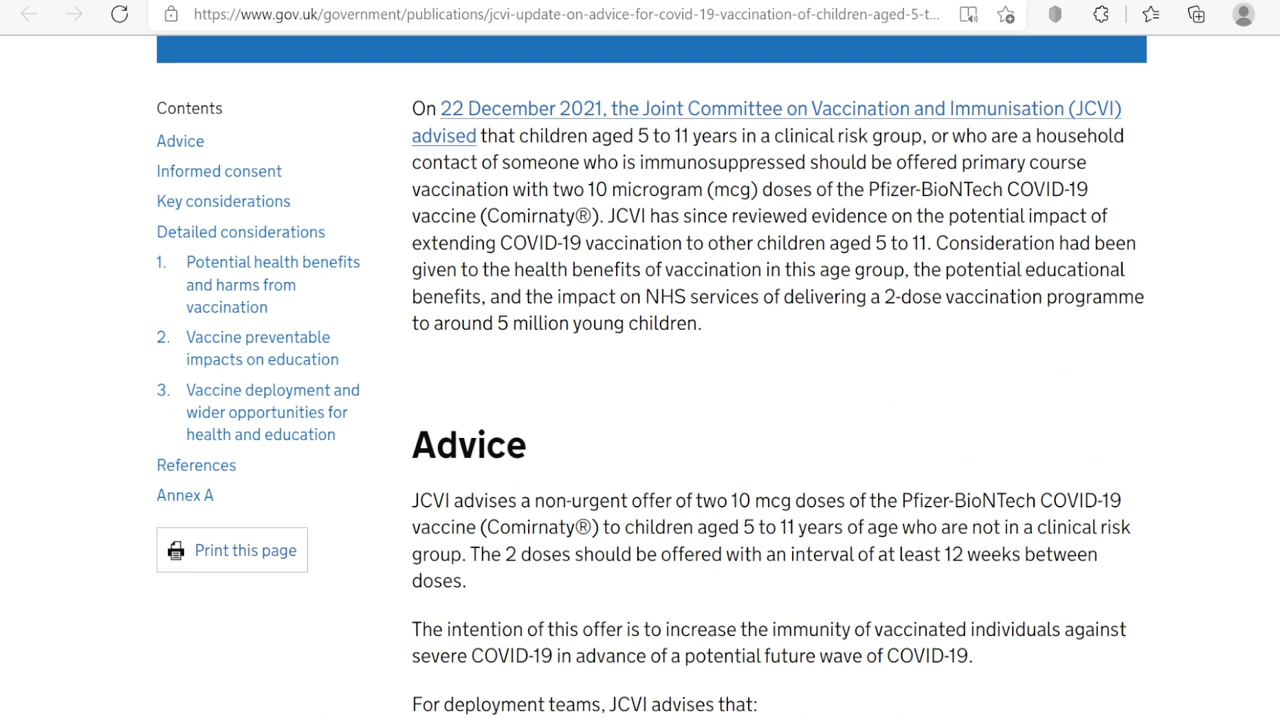 https://www.gov.uk/government/publications/jcvi-update-on-advice-for-covid-19-vaccination-of-children-aged-5-t...
Contents
Advice
Informed consent
Key considerations
Detailed considerations
1. Potential health benefits
and harms from
vaccination
2. Vaccine preventable
impacts on education
3. Vaccine deployment and
wider opportunities for
health and education
References
Annex A
Print this page
On 22 December 2021, the Joint Committee on Vaccination and Immunisation (JCVI)
advised that children aged 5 to 11 years in a clinical risk group, or who are a household
contact of someone who is immunosuppressed should be offered primary course
vaccination with two 10 microgram (mcg) doses of the Pfizer-BioNTech COVID-19
vaccine (Comirnaty®). JCVI has since reviewed evidence on the potential impact of
extending COVID-19 vaccination to other children aged 5 to 11. Consideration had been
given to the health benefits of vaccination in this age group, the potential educational
benefits, and the impact on NHS services of delivering a 2-dose vaccination programme
to around 5 million young children.
Advice
JCVI advises a non-urgent offer of two 10 mcg doses of the Pfizer-BioNTech COVID-19
vaccine (Comirnaty®) to children aged 5 to 11 years of age who are not in a clinical risk
group. The 2 doses should be offered with an interval of at least 12 weeks between
doses.
The intention of this offer is to increase the immunity of vaccinated individuals against
severe COVID-19 in advance of a potential future wave of COVID-19.
For deployment teams, JCVI advises that: